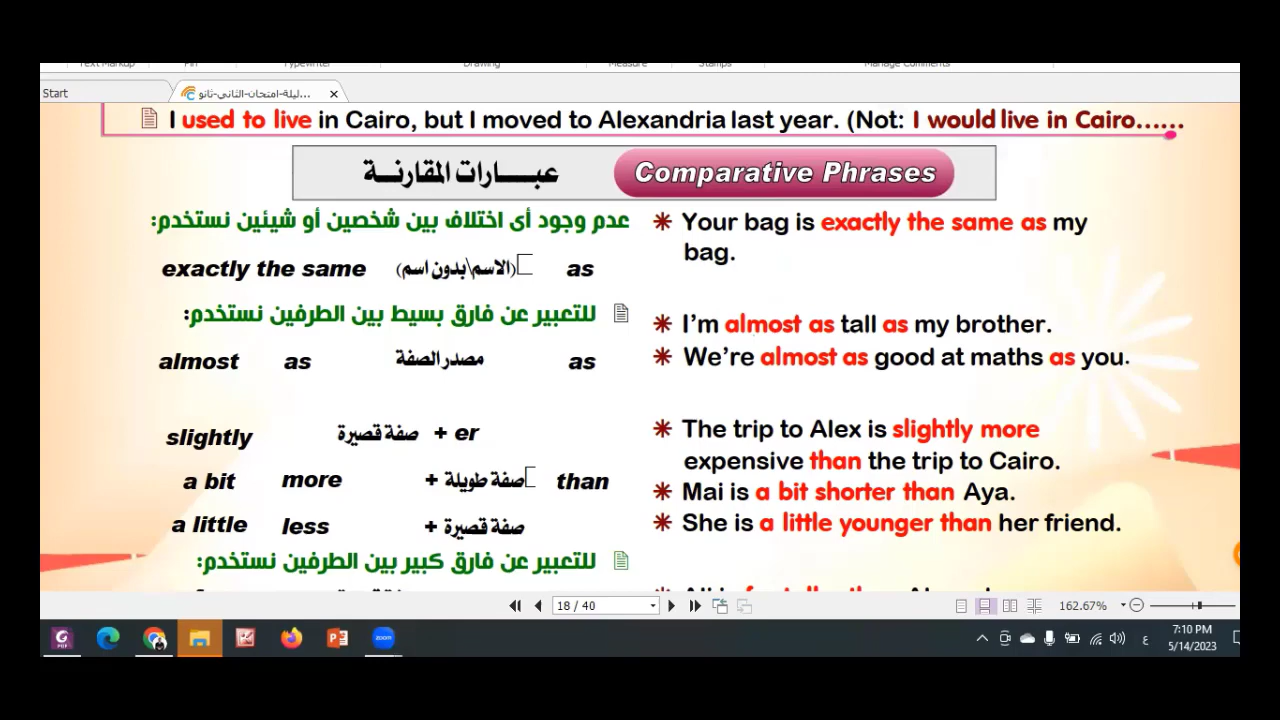 Start
...ليلة-امتحان-الثاني-ثانو
I used to live in Cairo, but I moved to Alexandria last year. (Not: I would live in Cairo......
عبـــارات المقارنـة
Comparative Phrases
عدم وجود أى اختلاف بين شخصين أو شيئين نستخدم:
Your bag is exactly the same as my
bag.
exactly the same (الاسم\بدون اسم) as
للتعبير عن فارق بسيط بين الطرفين نستخدم:
I'm almost as tall as my brother.
We're almost as good at maths as you.
almost as مصدر الصفة as
slightly صفة قصيرة + er
The trip to Alex is slightly more
expensive than the trip to Cairo.
a bit more + صفة طويلة than
Mai is a bit shorter than Aya.
a little less + صفة قصيرة
She is a little younger than her friend.
للتعبير عن فارق كبير بين الطرفين نستخدم:
18 / 40
162.67%
zoom
ع
7:10 PM
5/14/2023